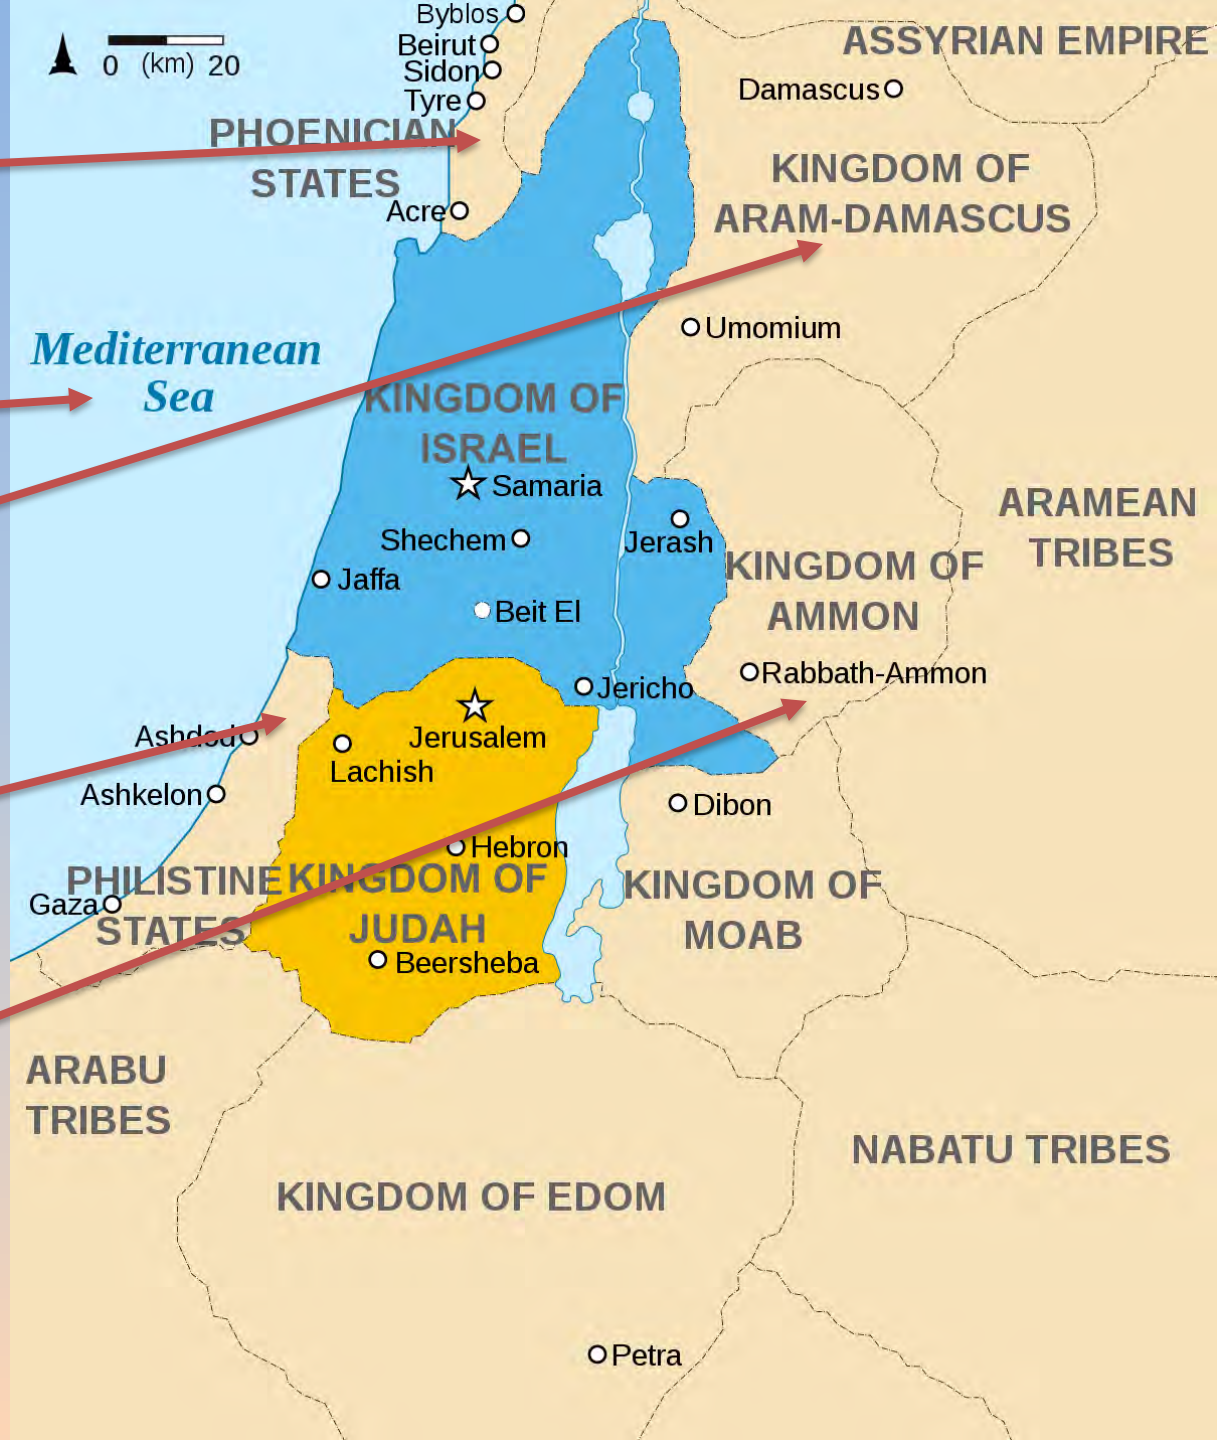 Byblos
Beirut
0 (km) 20
Sidon
ASSYRIAN EMPIRE
Damascus
Tyre
PHOENICIAN
STATES
KINGDOM OF
ARAM-DAMASCUS
Acre
Umomium
Mediterranean
Sea
KINGDOM OF
ISRAEL
Samaria
Shechem
Jerash
Jaffa
Beit El
ARAMEAN
TRIBES
KINGDOM OF
AMMON
Rabbath-Ammon
Jericho
Ashdod
Jerusalem
Lachish
Ashkelon
Dibon
Hebron
PHILISTINE
STATES
Gaza
KINGDOM OF
JUDAH
KINGDOM OF
MOAB
Beersheba
ARABU
TRIBES
NABATU TRIBES
KINGDOM OF EDOM
Petra